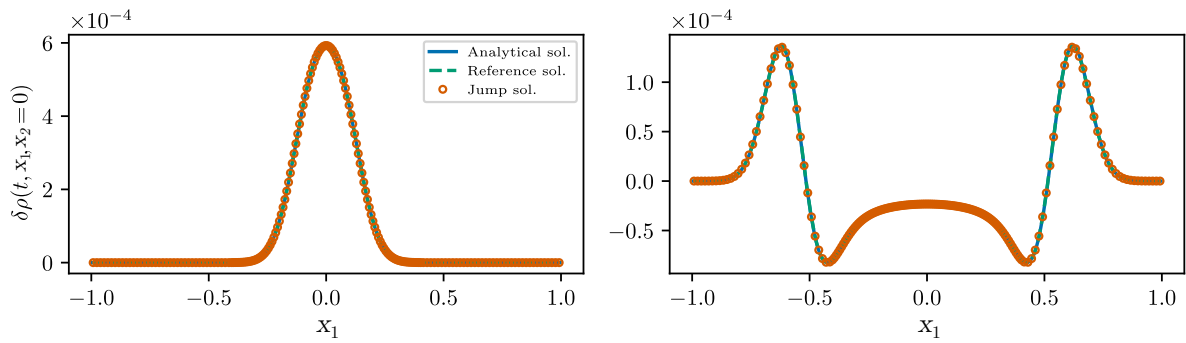 ×10⁻⁴
6
4
2
0
δρ(t, x₁, x₂=0)
−1.0 −0.5 0.0 0.5 1.0
x₁
Analytical sol.
Reference sol.
Jump sol.
×10⁻⁴
1.0
0.5
0.0
−0.5
−1.0 −0.5 0.0 0.5 1.0
x₁